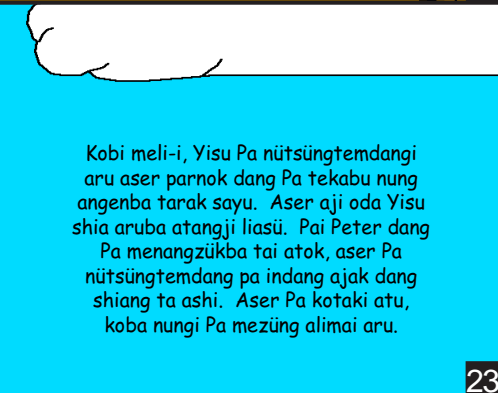 Kobi meli-i, Yisu Pa nütsüngtemdangi
aru aser parnok dang Pa tekabu nung
angenba tarak sayu. Aser aji oda Yisu
shia aruba atangji liasü. Pai Peter dang
Pa menangzükba tai atok, aser Pa
nütsüngtemdang pa indang ajak dang
shiang ta ashi. Aser Pa kotaki atu,
koba nungi Pa mezüng alimai aru.
23